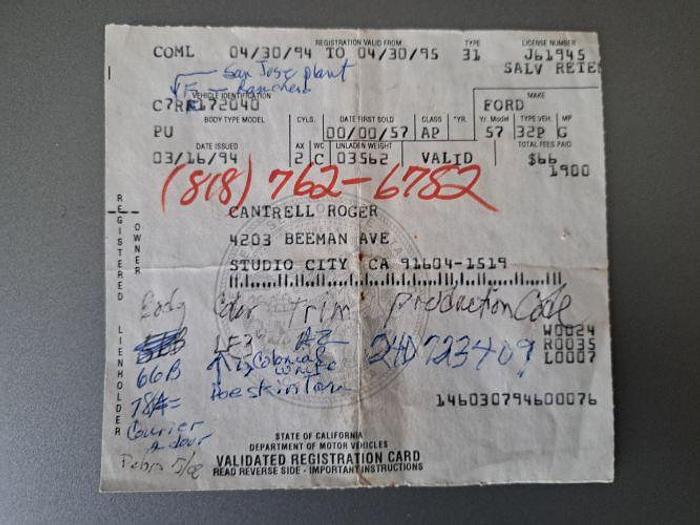 REGISTRATION VALID FROM TYPE LICENSE NUMBER
COML 04/30/94 TO 04/30/95 31 J61945
SALV RETE
San Jose plant
Ranchero
VEHICLE IDENTIFICATION MAKE
C7RF172040 FORD
BODY TYPE MODEL CYLS. DATE FIRST SOLD CLASS YR. Yr. Model TYPE VEH. MP
PU 00/00/57 AP 57 32P G
DATE ISSUED AX WC UNLADEN WEIGHT TOTAL FEES PAID
03/16/94 2 C 03562 VALID $66
1900
(818) 762-6782
REGISTERED OWNER
CANTRELL ROGER
4203 BEEMAN AVE
STUDIO CITY CA 91604-1519
Body Color Trim Production Code
W0024
R0035
L0007
66B
Colonial
white
LIENHOLDER
Courier
2 door
146030794600076
STATE OF CALIFORNIA
DEPARTMENT OF MOTOR VEHICLES
VALIDATED REGISTRATION CARD
READ REVERSE SIDE - IMPORTANT INSTRUCTIONS